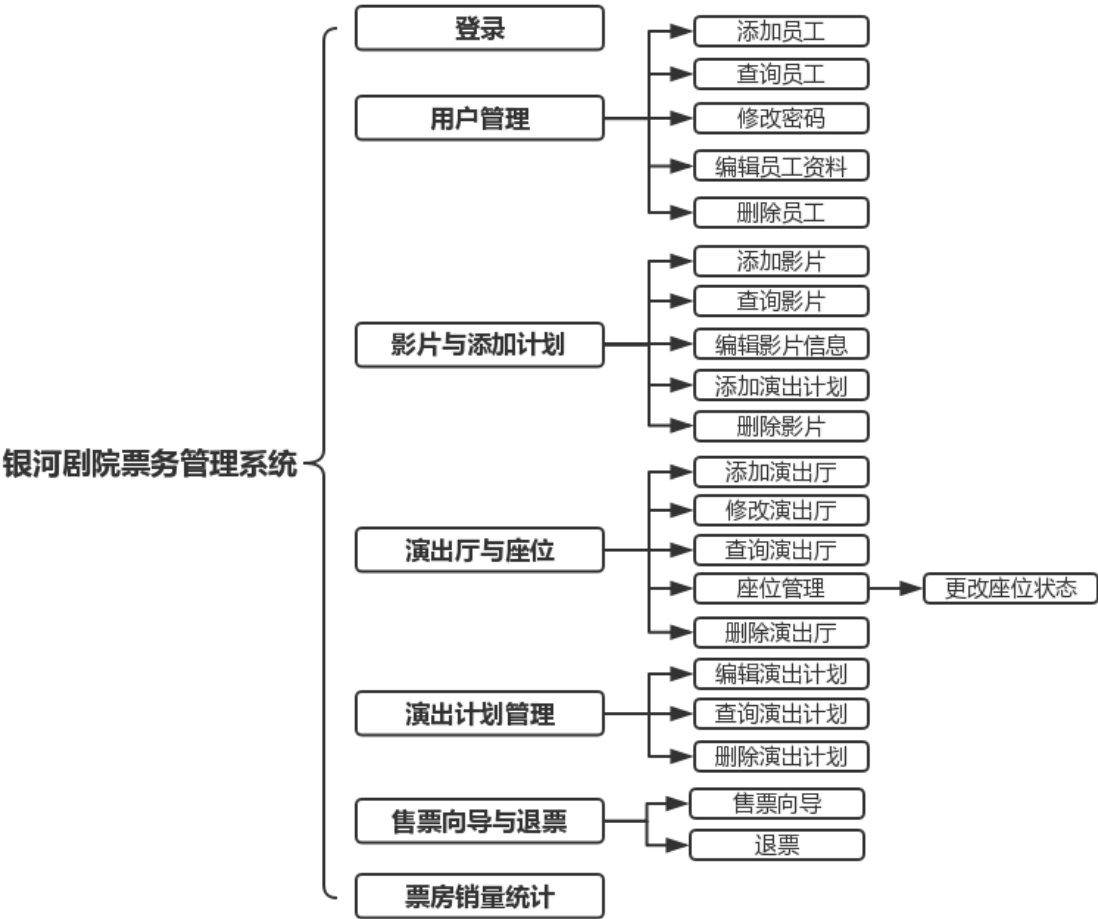 银河剧院票务管理系统
登录
用户管理
添加员工
查询员工
修改密码
编辑员工资料
删除员工
影片与添加计划
添加影片
查询影片
编辑影片信息
添加演出计划
删除影片
演出厅与座位
添加演出厅
修改演出厅
查询演出厅
座位管理
更改座位状态
删除演出厅
演出计划管理
编辑演出计划
查询演出计划
删除演出计划
售票向导与退票
售票向导
退票
票房销量统计